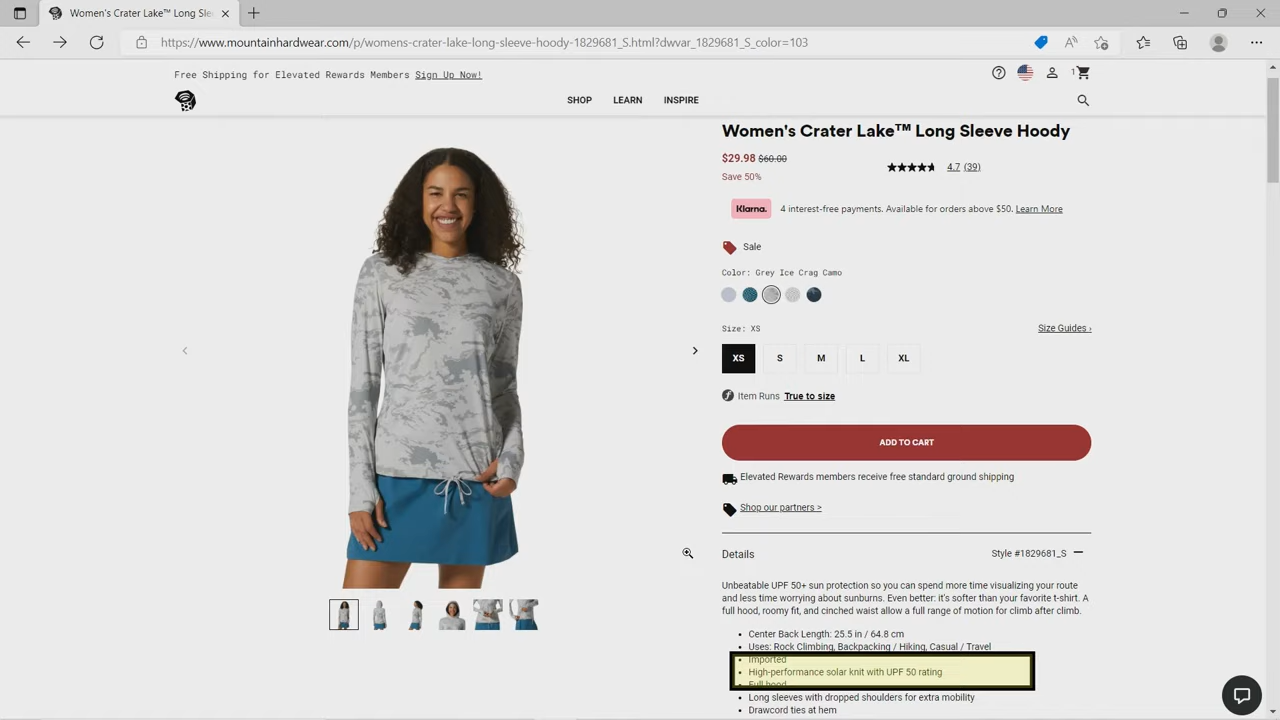 Women's Crater Lake™ Long Sle
https://www.mountainhardwear.com/p/womens-crater-lake-long-sleeve-hoody-1829681_S.html?dwvar_1829681_S_color=103
Free Shipping for Elevated Rewards Members Sign Up Now!
1
SHOP LEARN INSPIRE
Women's Crater Lake™ Long Sleeve Hoody
$29.98 $60.00
4.7 (39)
Save 50%
Klarna. 4 interest-free payments. Available for orders above $50. Learn More
Sale
Color: Grey Ice Crag Camo
Size: XS Size Guides ›
XS S M L XL
Item Runs True to size
ADD TO CART
Elevated Rewards members receive free standard ground shipping
Shop our partners >
Details Style #1829681_S
Unbeatable UPF 50+ sun protection so you can spend more time visualizing your route
and less time worrying about sunburns. Even better: it's softer than your favorite t-shirt. A
full hood, roomy fit, and cinched waist allow a full range of motion for climb after climb.
• Center Back Length: 25.5 in / 64.8 cm
• Uses: Rock Climbing, Backpacking / Hiking, Casual / Travel
• Imported
• High-performance solar knit with UPF 50 rating
• Full hood
• Long sleeves with dropped shoulders for extra mobility
• Drawcord ties at hem